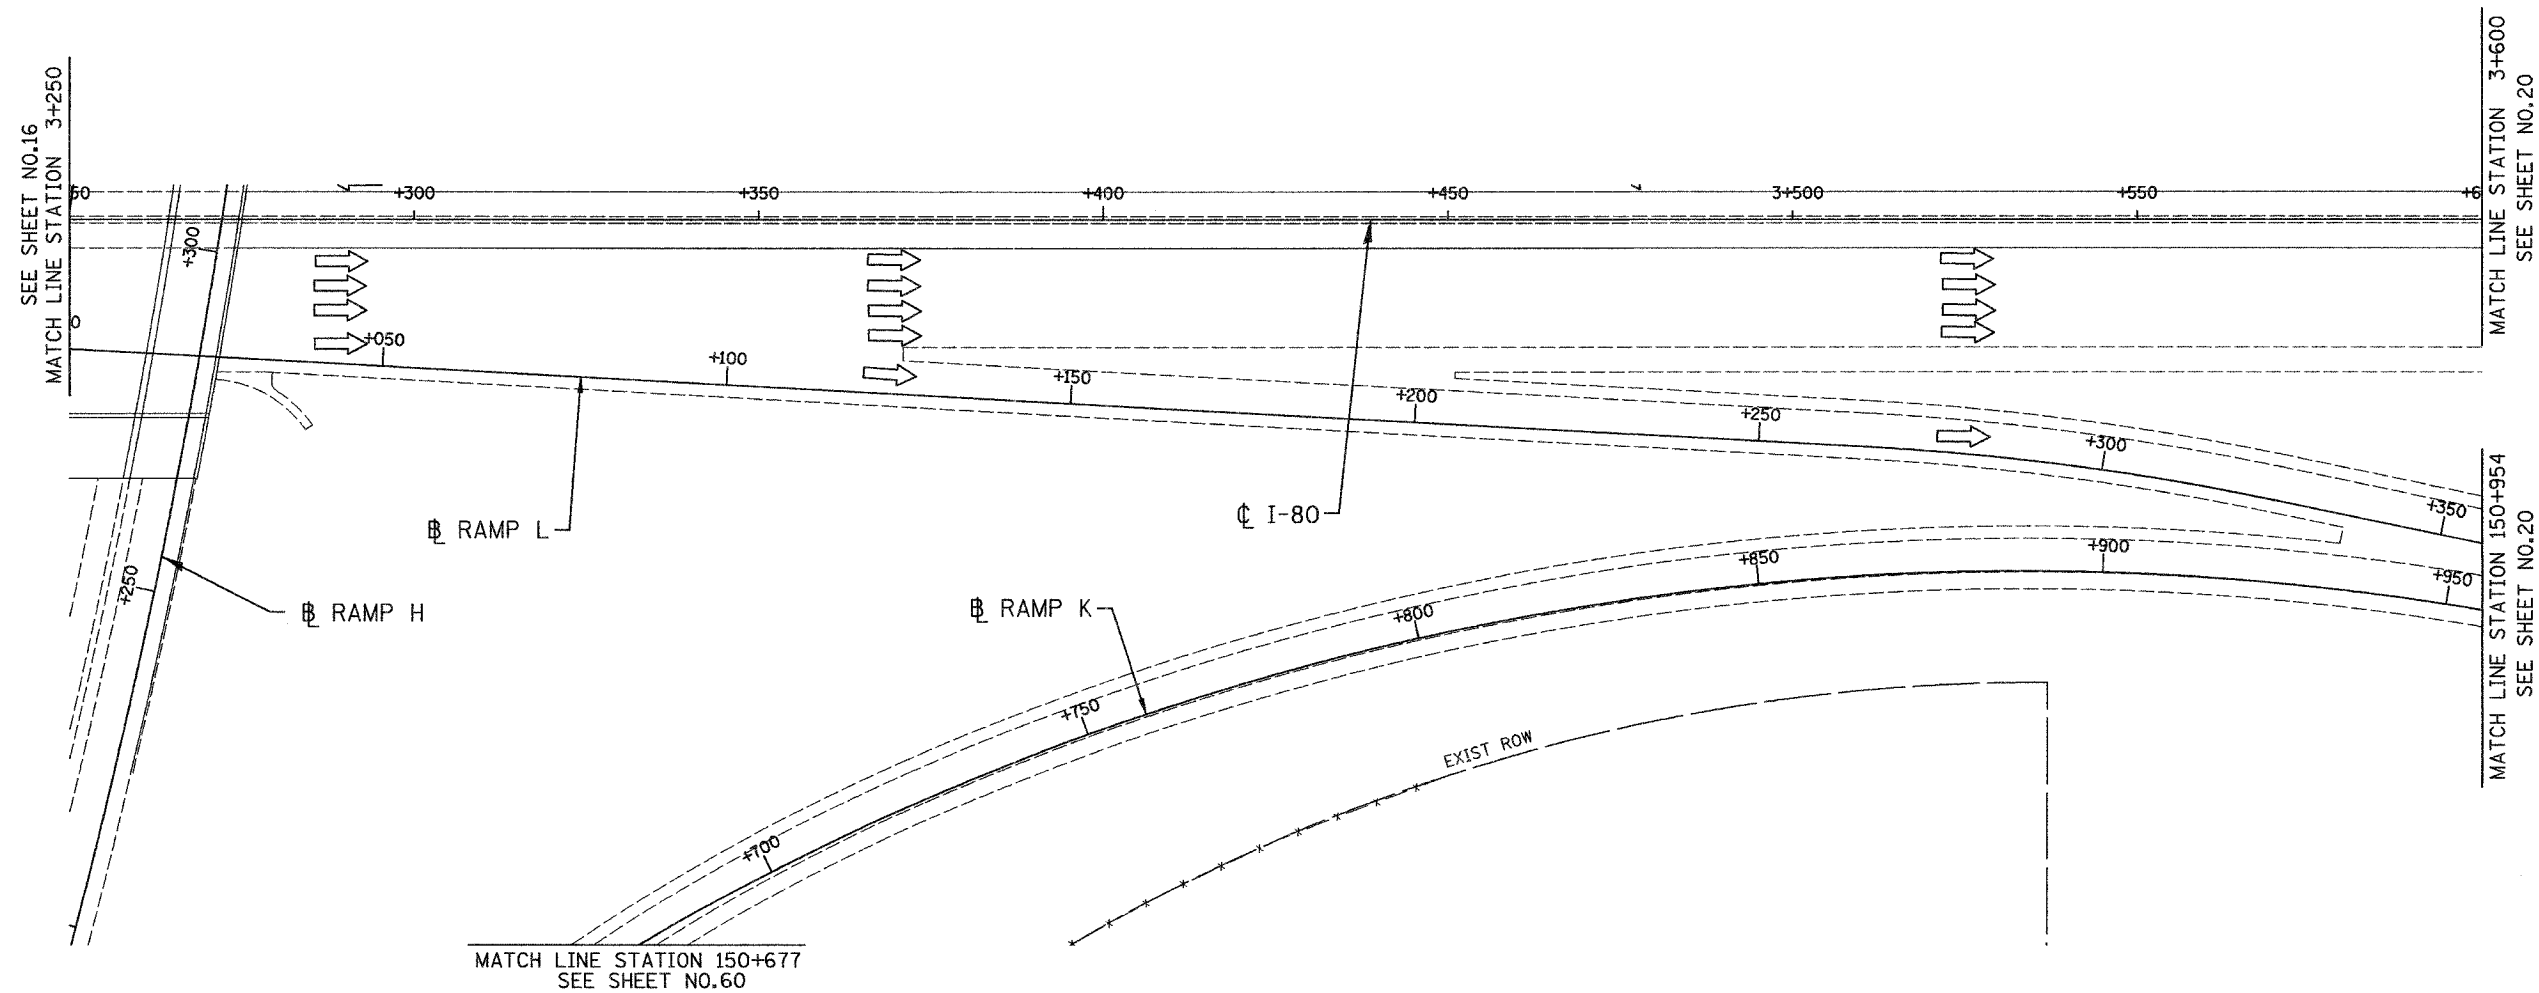 SEE SHEET NO.16
MATCH LINE STATION 3+250
50
+300
+350
+400
+450
3+500
+550
+6
MATCH LINE STATION 3+600
SEE SHEET NO.20
+300
0
+050
+100
+150
+200
+250
+300
+350
℄ I-80
BL RAMP L
BL RAMP H
+250
BL RAMP K
+700
+750
+800
+850
+900
+950
MATCH LINE STATION 150+954
SEE SHEET NO.20
EXIST ROW
MATCH LINE STATION 150+677
SEE SHEET NO.60